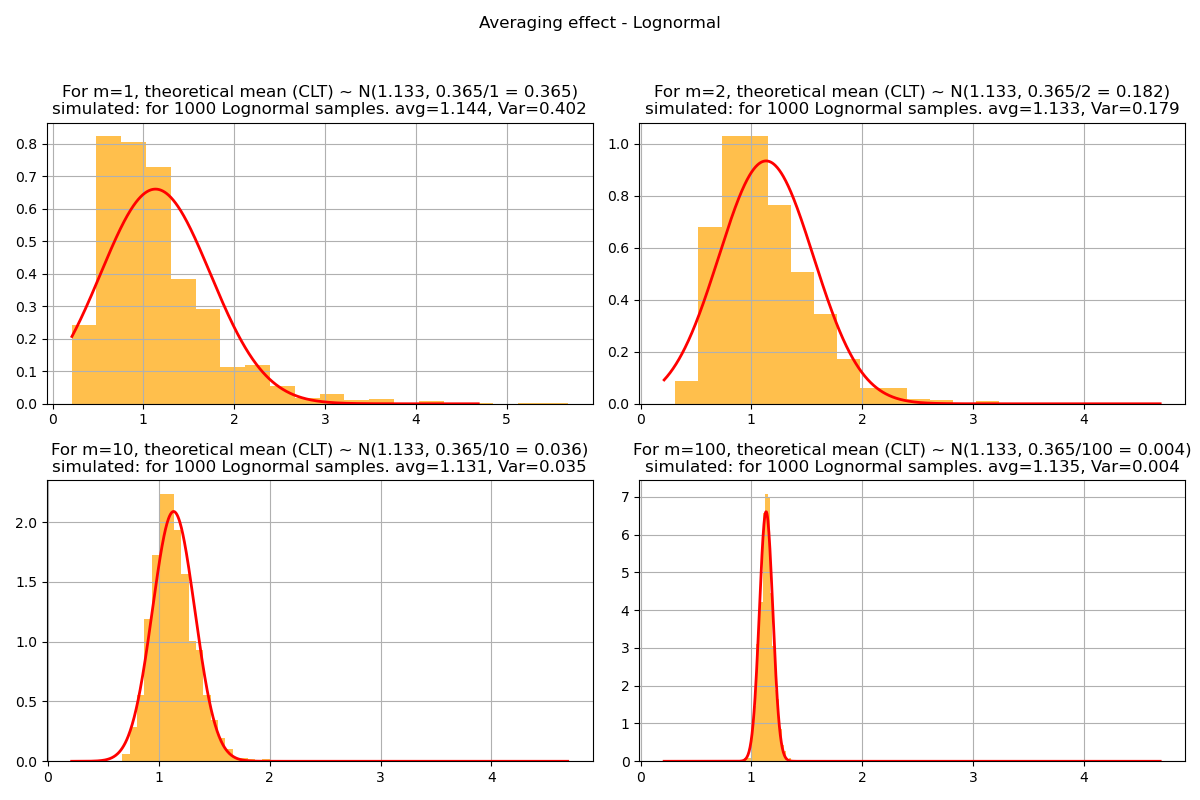 Averaging effect - Lognormal
For m=1, theoretical mean (CLT) ~ N(1.133, 0.365/1 = 0.365)
simulated: for 1000 Lognormal samples. avg=1.144, Var=0.402
0.8
0.7
0.6
0.5
0.4
0.3
0.2
0.1
0.0
0 1 2 3 4 5
For m=2, theoretical mean (CLT) ~ N(1.133, 0.365/2 = 0.182)
simulated: for 1000 Lognormal samples. avg=1.133, Var=0.179
1.0
0.8
0.6
0.4
0.2
0.0
0 1 2 3 4
For m=10, theoretical mean (CLT) ~ N(1.133, 0.365/10 = 0.036)
simulated: for 1000 Lognormal samples. avg=1.131, Var=0.035
2.0
1.5
1.0
0.5
0.0
0 1 2 3 4
For m=100, theoretical mean (CLT) ~ N(1.133, 0.365/100 = 0.004)
simulated: for 1000 Lognormal samples. avg=1.135, Var=0.004
7
6
5
4
3
2
1
0
0 1 2 3 4